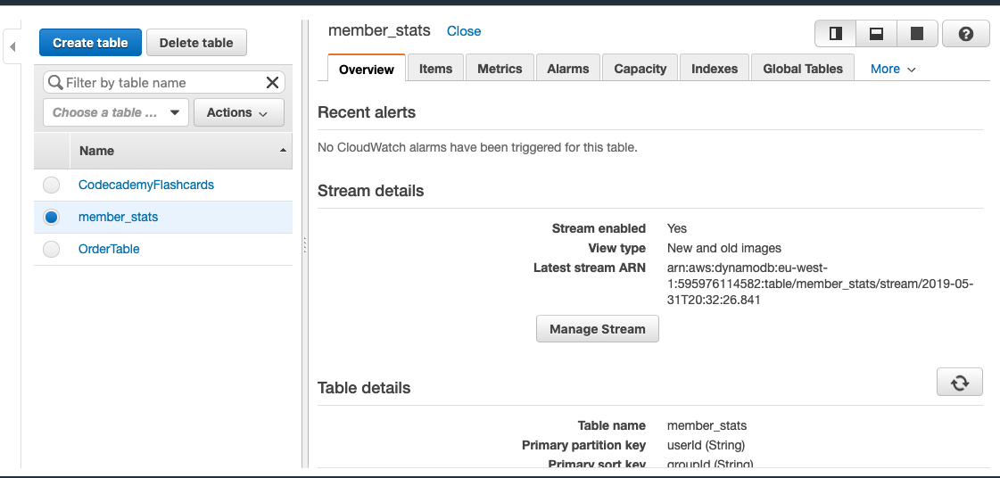 Create table
Delete table
Filter by table name
Choose a table ...
Actions
Name
CodecademyFlashcards
member_stats
OrderTable
member_stats
Close
Overview
Items
Metrics
Alarms
Capacity
Indexes
Global Tables
More
Recent alerts
No CloudWatch alarms have been triggered for this table.
Stream details
Stream enabled Yes
View type New and old images
Latest stream ARN arn:aws:dynamodb:eu-west-
1:595976114582:table/member_stats/stream/2019-05-
31T20:32:26.841
Manage Stream
Table details
Table name member_stats
Primary partition key userId (String)
Primary sort key groupId (String)